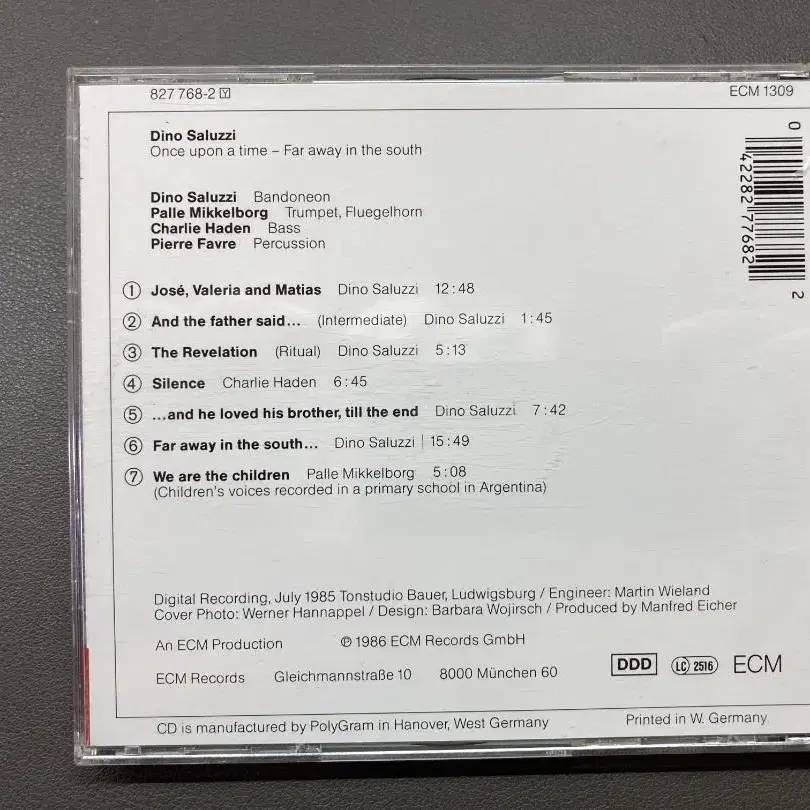 827 768-2 Y
ECM 1309
Dino Saluzzi
Once upon a time – Far away in the south
Dino Saluzzi Bandoneon
Palle Mikkelborg Trumpet, Fluegelhorn
Charlie Haden Bass
Pierre Favre Percussion
0 42282 77682 2
① José, Valeria and Matias Dino Saluzzi 12:48
② And the father said... (Intermediate) Dino Saluzzi 1:45
③ The Revelation (Ritual) Dino Saluzzi 5:13
④ Silence Charlie Haden 6:45
⑤ ...and he loved his brother, till the end Dino Saluzzi 7:42
⑥ Far away in the south... Dino Saluzzi 15:49
⑦ We are the children Palle Mikkelborg 5:08
(Children's voices recorded in a primary school in Argentina)
Digital Recording, July 1985 Tonstudio Bauer, Ludwigsburg / Engineer: Martin Wieland
Cover Photo: Werner Hannappel / Design: Barbara Wojirsch / Produced by Manfred Eicher
An ECM Production ℗ 1986 ECM Records GmbH
ECM Records Gleichmannstraße 10 8000 München 60
DDD LC 2516 ECM
CD is manufactured by PolyGram in Hanover, West Germany
Printed in W. Germany